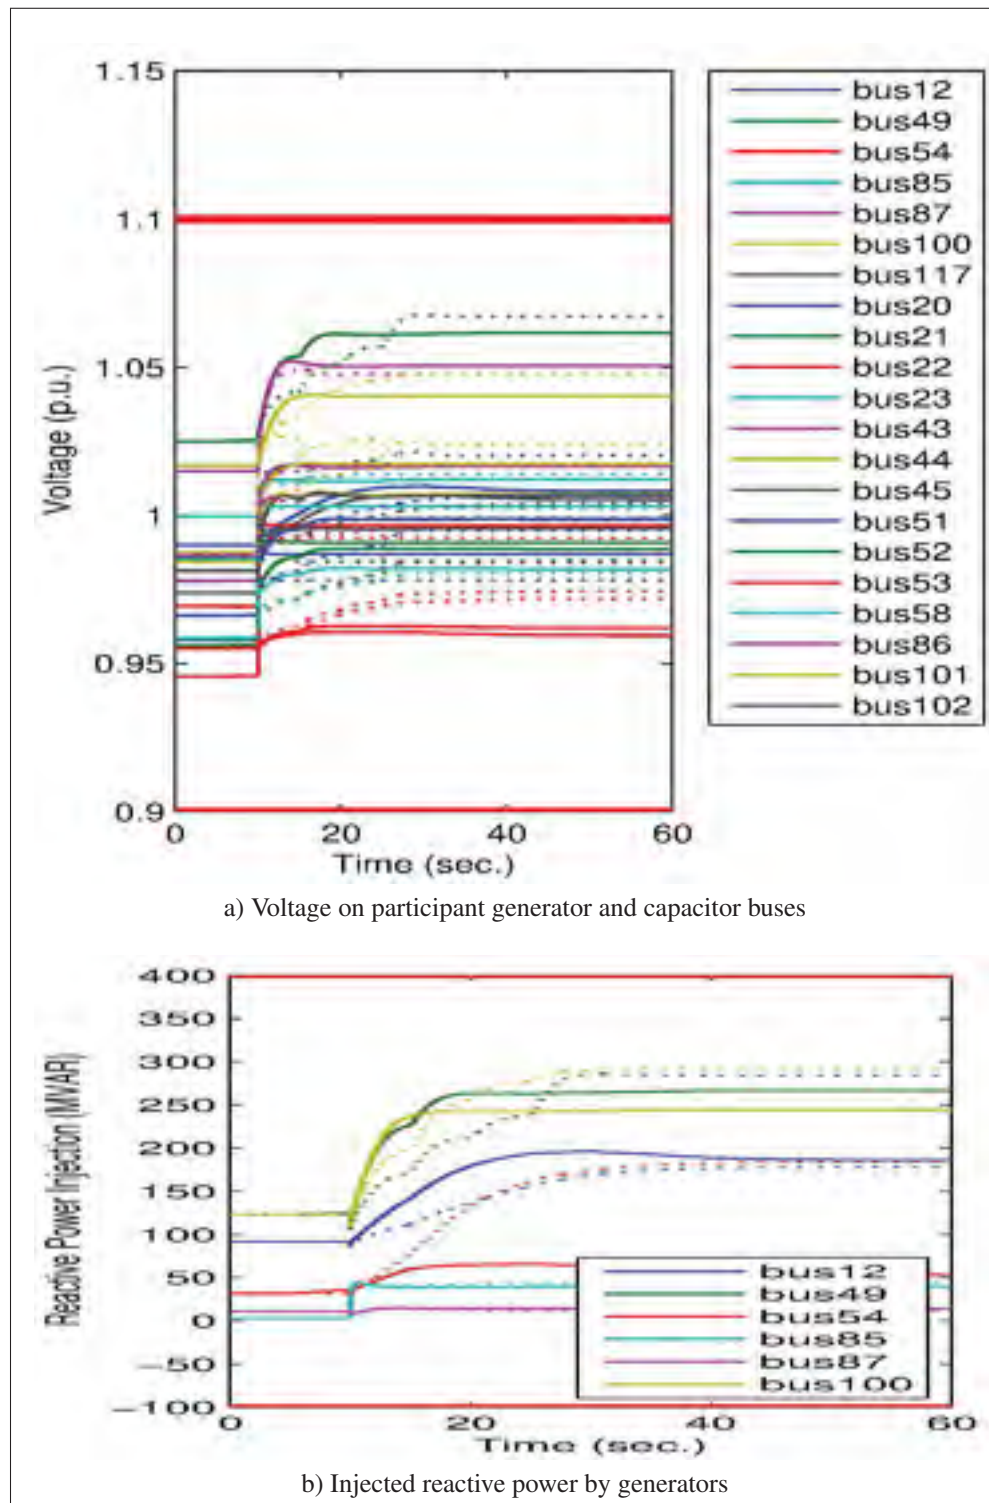 1.15
1.1
1.05
1
0.95
0.9
Voltage (p.u.)
0
20
40
60
Time (sec.)
bus12
bus49
bus54
bus85
bus87
bus100
bus117
bus20
bus21
bus22
bus23
bus43
bus44
bus45
bus51
bus52
bus53
bus58
bus86
bus101
bus102
a) Voltage on participant generator and capacitor buses
400
350
300
250
200
150
100
50
0
−50
−100
Reactive Power Injection (MVAR)
0
20
40
60
Time (sec.)
bus12
bus49
bus54
bus85
bus87
bus100
b) Injected reactive power by generators